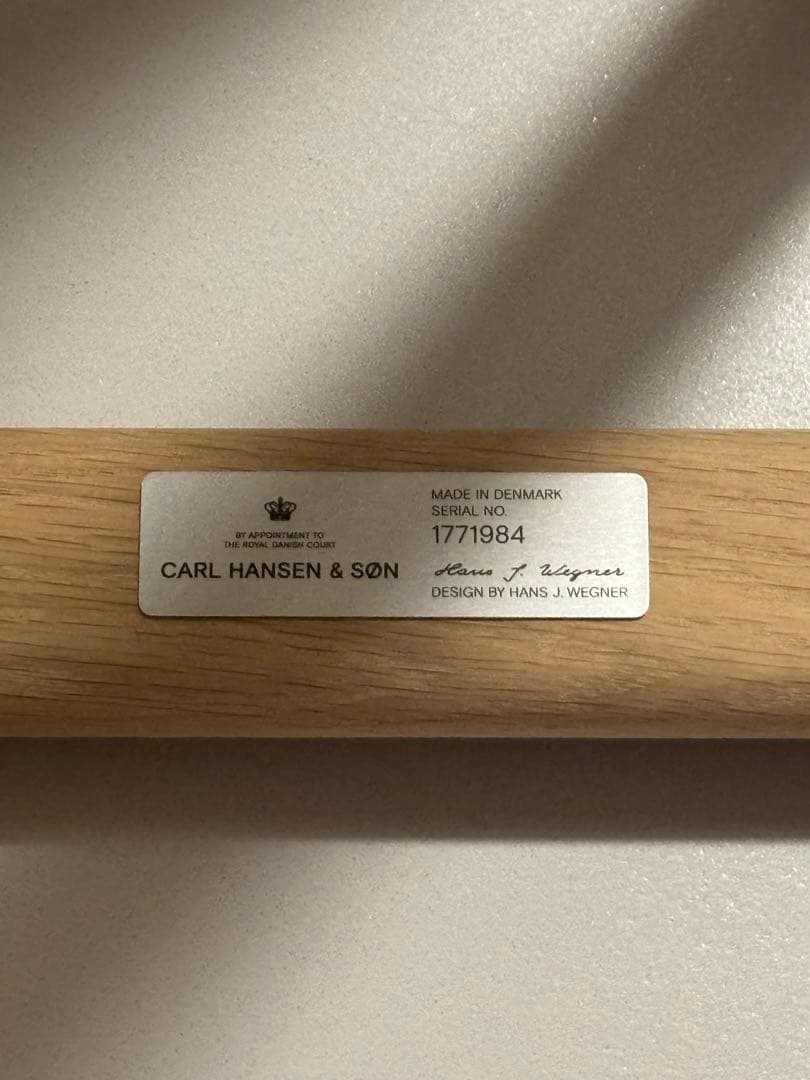 BY APPOINTMENT TO
THE ROYAL DANISH COURT
CARL HANSEN & SØN
MADE IN DENMARK
SERIAL NO.
1771984
Hans J. Wegner
DESIGN BY HANS J. WEGNER